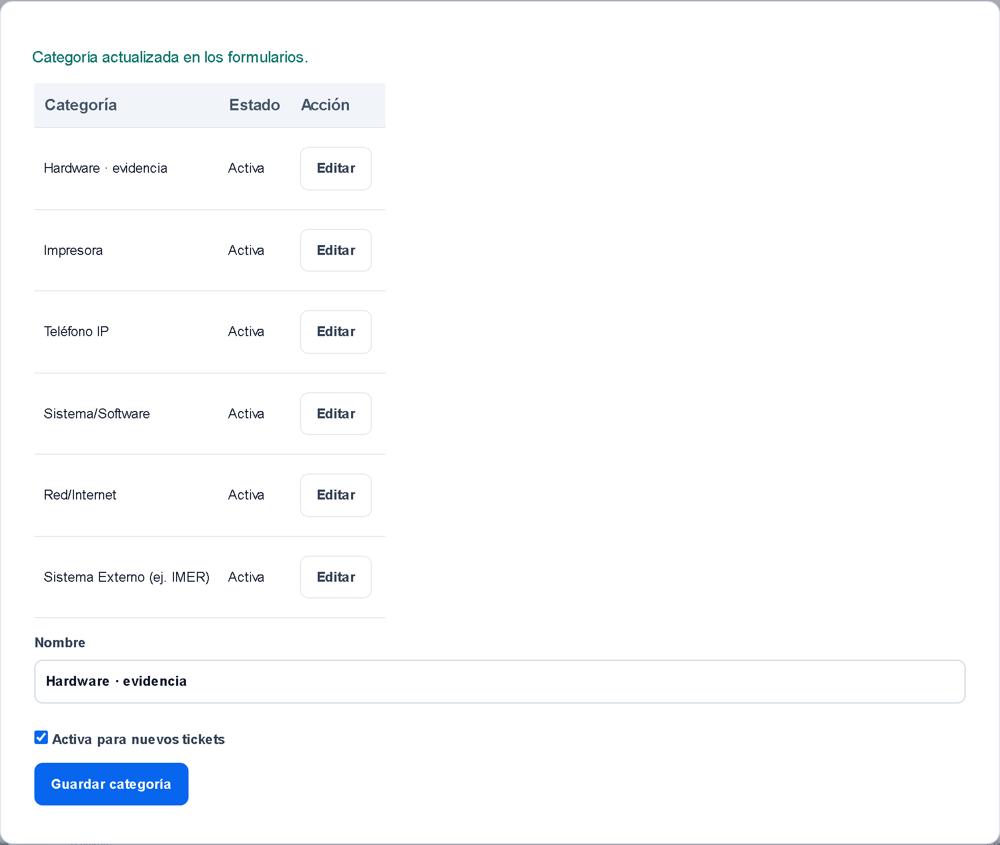 Categoría actualizada en los formularios.
Categoría Estado Acción
Hardware · evidencia Activa Editar
Impresora Activa Editar
Teléfono IP Activa Editar
Sistema/Software Activa Editar
Red/Internet Activa Editar
Sistema Externo (ej. IMER) Activa Editar
Nombre
Hardware · evidencia
Activa para nuevos tickets
Guardar categoría